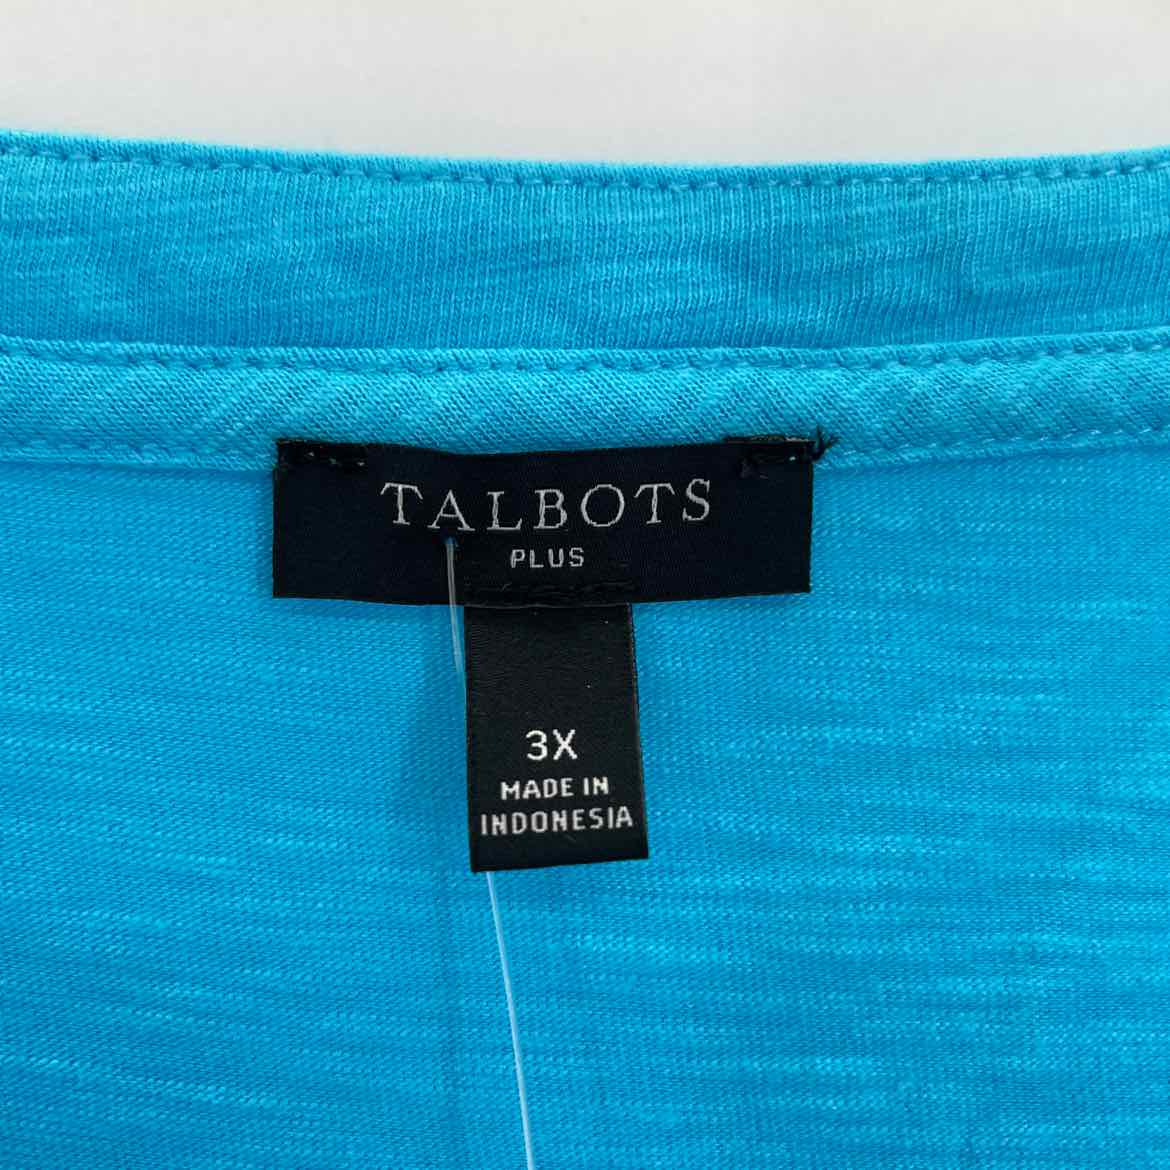 TALBOTS
PLUS
3X
MADE IN
INDONESIA